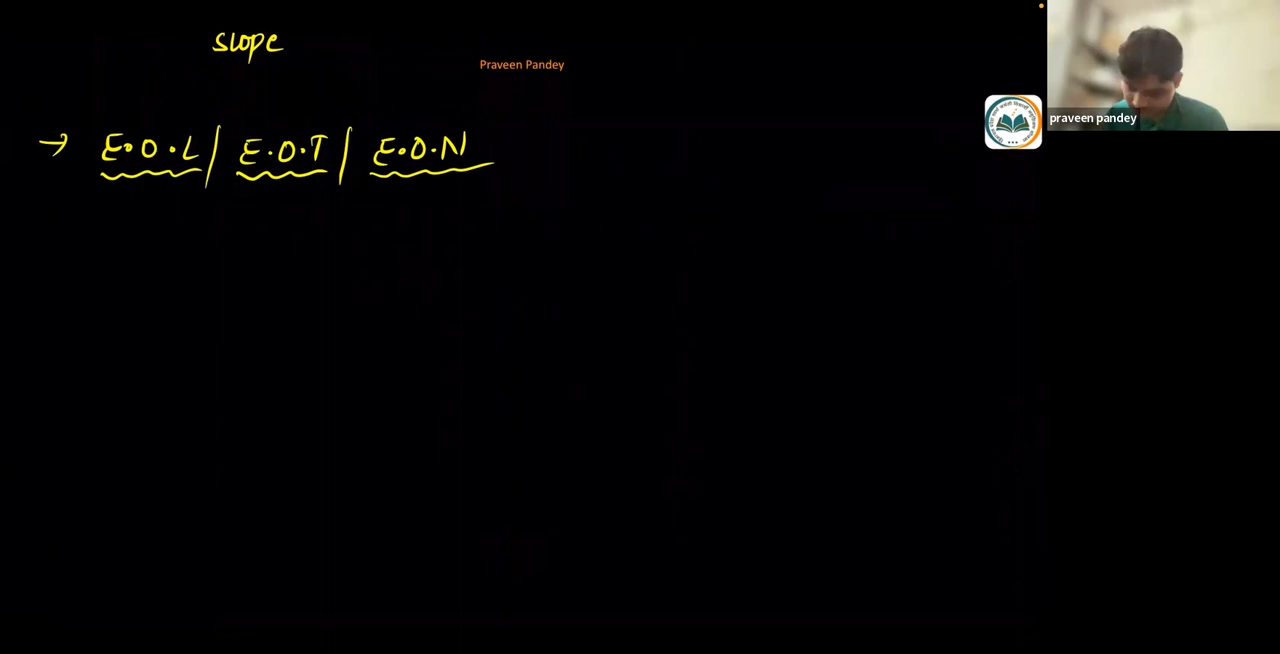 slope
Praveen Pandey
praveen pandey
→ E.O.L / E.O.T / E.O.N